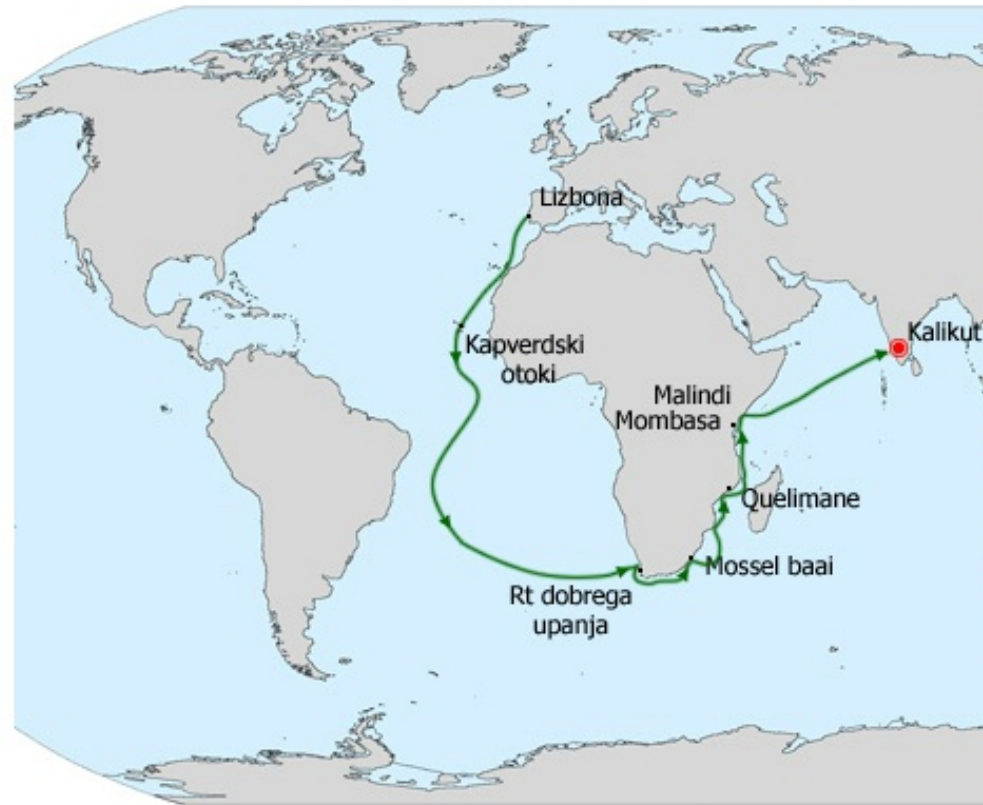 Lizbona
Kapverdski
otoki
Kalikut
Malindi
Mombasa
Quelimane
Mossel baai
Rt dobrega
upanja